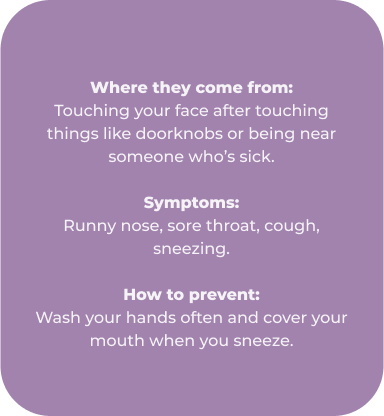 Where they come from:
Touching your face after touching
things like doorknobs or being near
someone who’s sick.
Symptoms:
Runny nose, sore throat, cough,
sneezing.
How to prevent:
Wash your hands often and cover your
mouth when you sneeze.